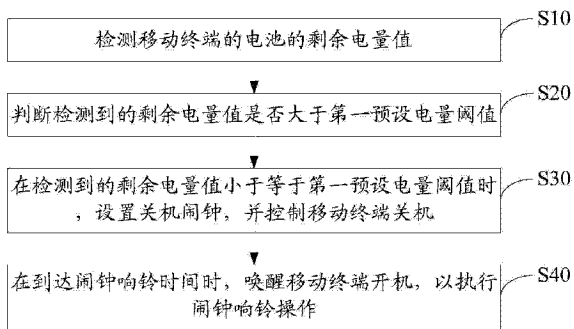 S10
检测移动终端的电池的剩余电量值
S20
判断检测到的剩余电量值是否大于第一预设电量阈值
S30
在检测到的剩余电量值小于等于第一预设电量阈值时
，设置关机闹钟，并控制移动终端关机
S40
在到达闹钟响铃时间时，唤醒移动终端开机，以执行
闹钟响铃操作